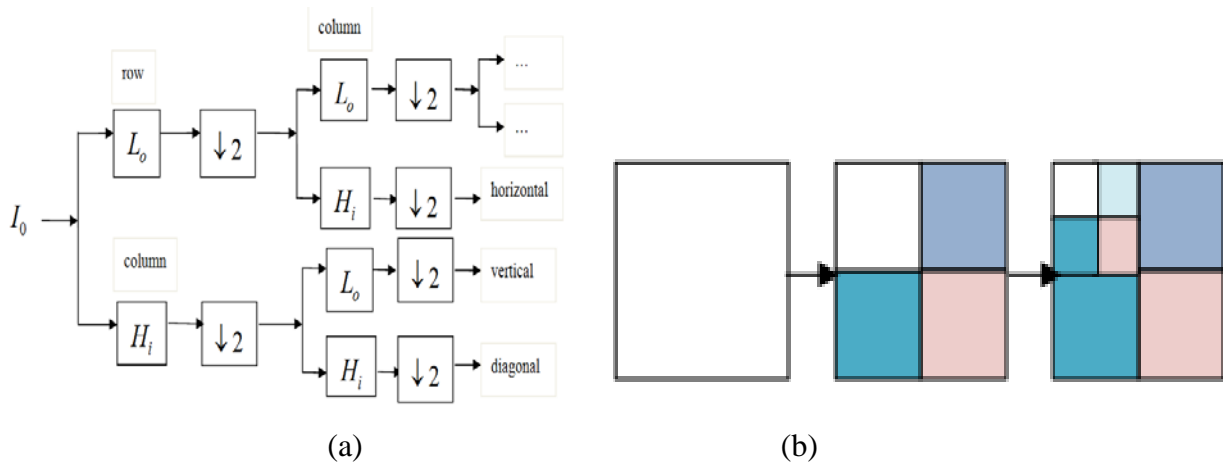 column
row
L_o ↓2 L_o ↓2 ...
...
H_i ↓2 horizontal
I_0
column
L_o ↓2 vertical
H_i ↓2
H_i ↓2 diagonal
(a) (b)